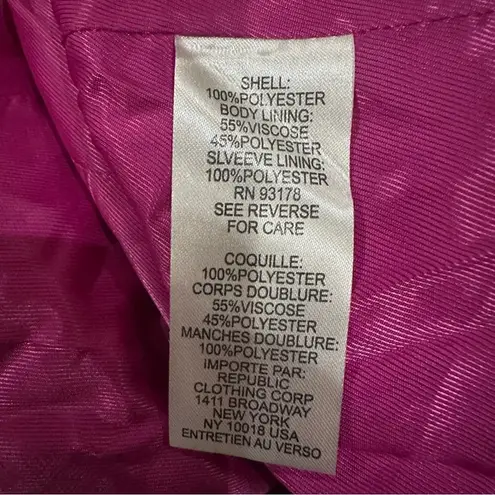 SHELL:
100%POLYESTER
BODY LINING:
55%VISCOSE
45%POLYESTER
SLVEEVE LINING:
100%POLYESTER
RN 93178
SEE REVERSE
FOR CARE
COQUILLE:
100%POLYESTER
CORPS DOUBLURE:
55%VISCOSE
45%POLYESTER
MANCHES DOUBLURE:
100%POLYESTER
IMPORTE PAR:
REPUBLIC
CLOTHING CORP
1411 BROADWAY
NEW YORK
NY 10018 USA
ENTRETIEN AU VERSO